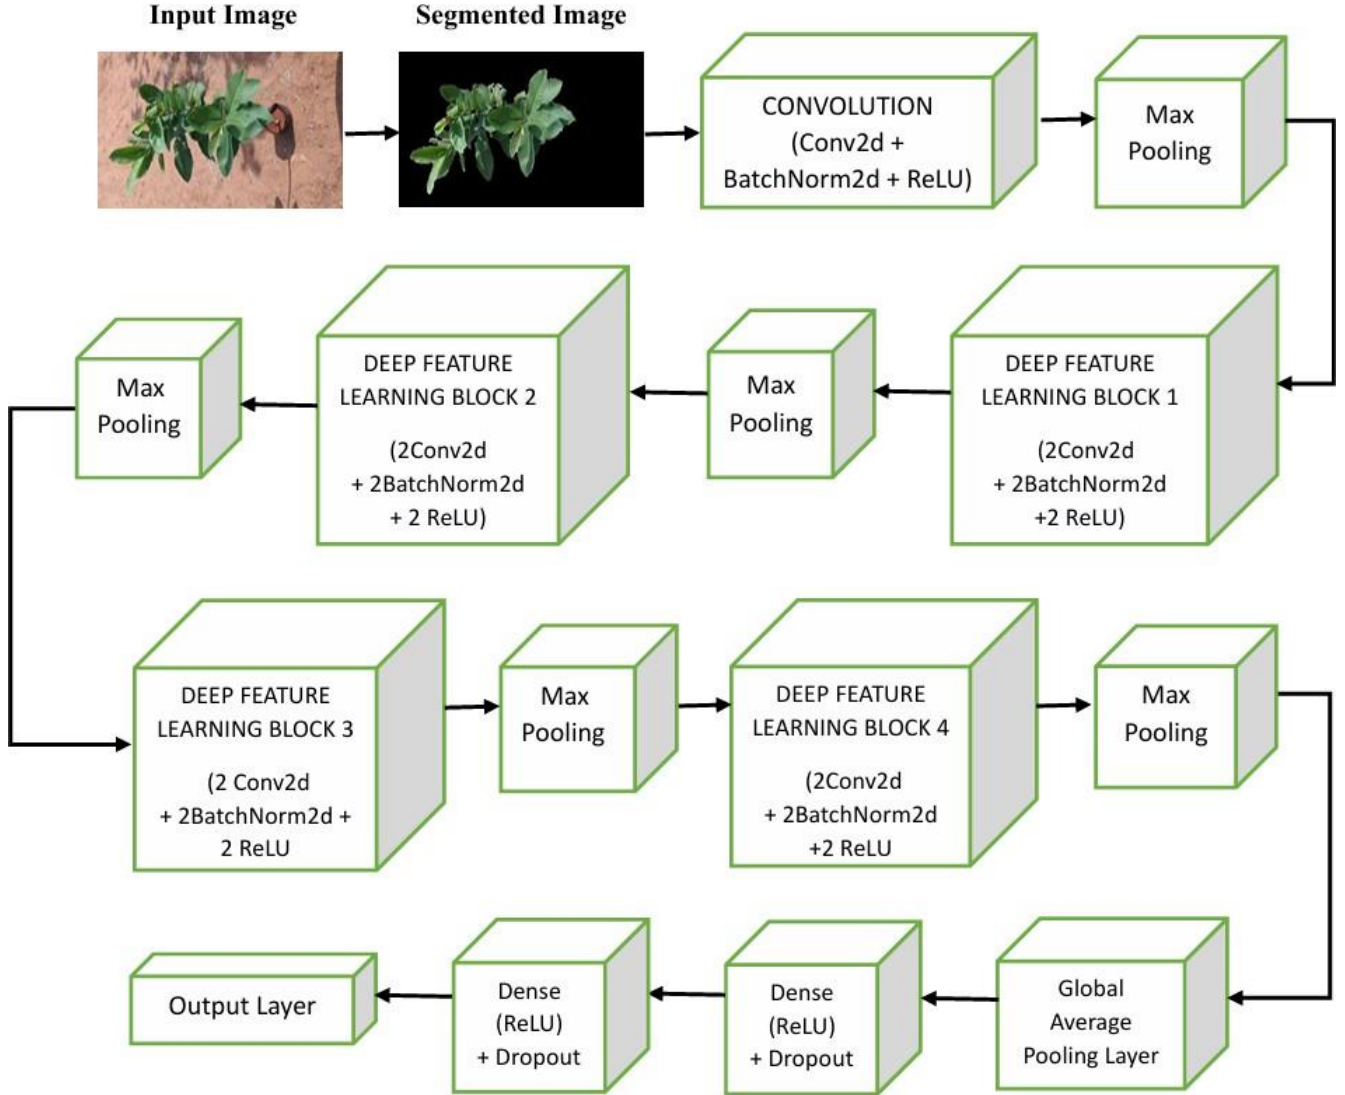 Input Image
Segmented Image
CONVOLUTION
(Conv2d +
BatchNorm2d + ReLU)
Max
Pooling
DEEP FEATURE
LEARNING BLOCK 1
(2Conv2d
+ 2BatchNorm2d
+2 ReLU)
Max
Pooling
DEEP FEATURE
LEARNING BLOCK 2
(2Conv2d
+ 2BatchNorm2d
+ 2 ReLU)
Max
Pooling
DEEP FEATURE
LEARNING BLOCK 3
(2 Conv2d
+ 2BatchNorm2d +
2 ReLU
Max
Pooling
DEEP FEATURE
LEARNING BLOCK 4
(2Conv2d
+ 2BatchNorm2d
+2 ReLU
Max
Pooling
Global
Average
Pooling Layer
Dense
(ReLU)
+ Dropout
Dense
(ReLU)
+ Dropout
Output Layer